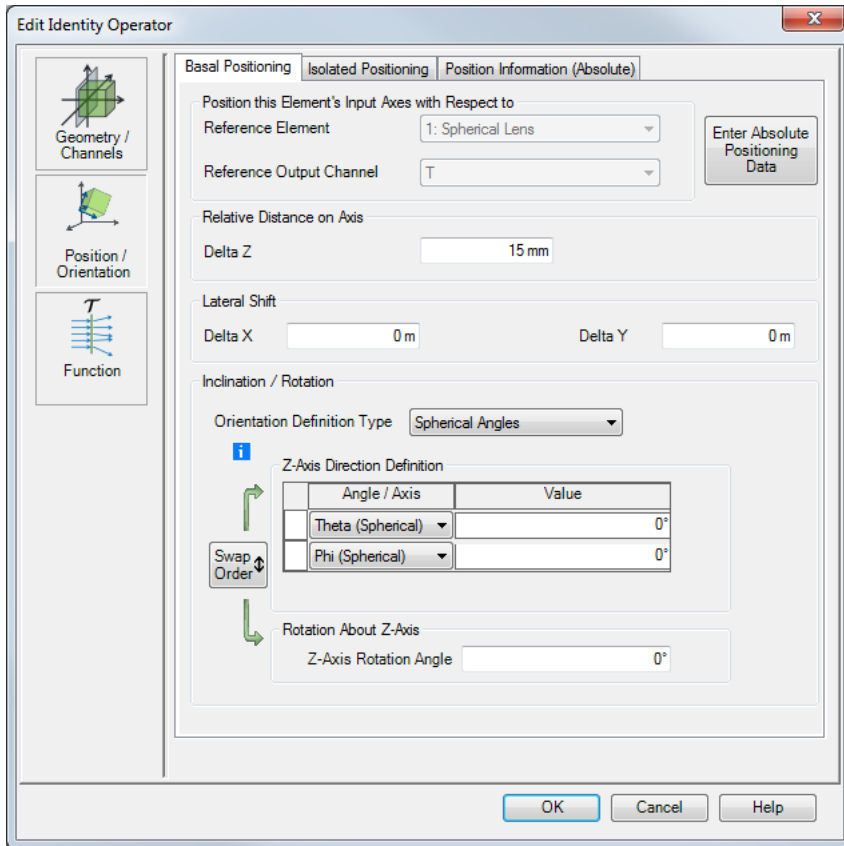 Edit Identity Operator
x
Geometry /
Channels
Position /
Orientation
T
Function
Basal Positioning
Isolated Positioning
Position Information (Absolute)
Position this Element's Input Axes with Respect to
Reference Element
1: Spherical Lens
Reference Output Channel
T
Enter Absolute
Positioning
Data
Relative Distance on Axis
Delta Z
15 mm
Lateral Shift
Delta X
0 m
Delta Y
0 m
Inclination / Rotation
Orientation Definition Type
Spherical Angles
i
Z-Axis Direction Definition
Angle / Axis
Value
Theta (Spherical)
0°
Phi (Spherical)
0°
Swap
Order
Rotation About Z-Axis
Z-Axis Rotation Angle
0°
OK
Cancel
Help